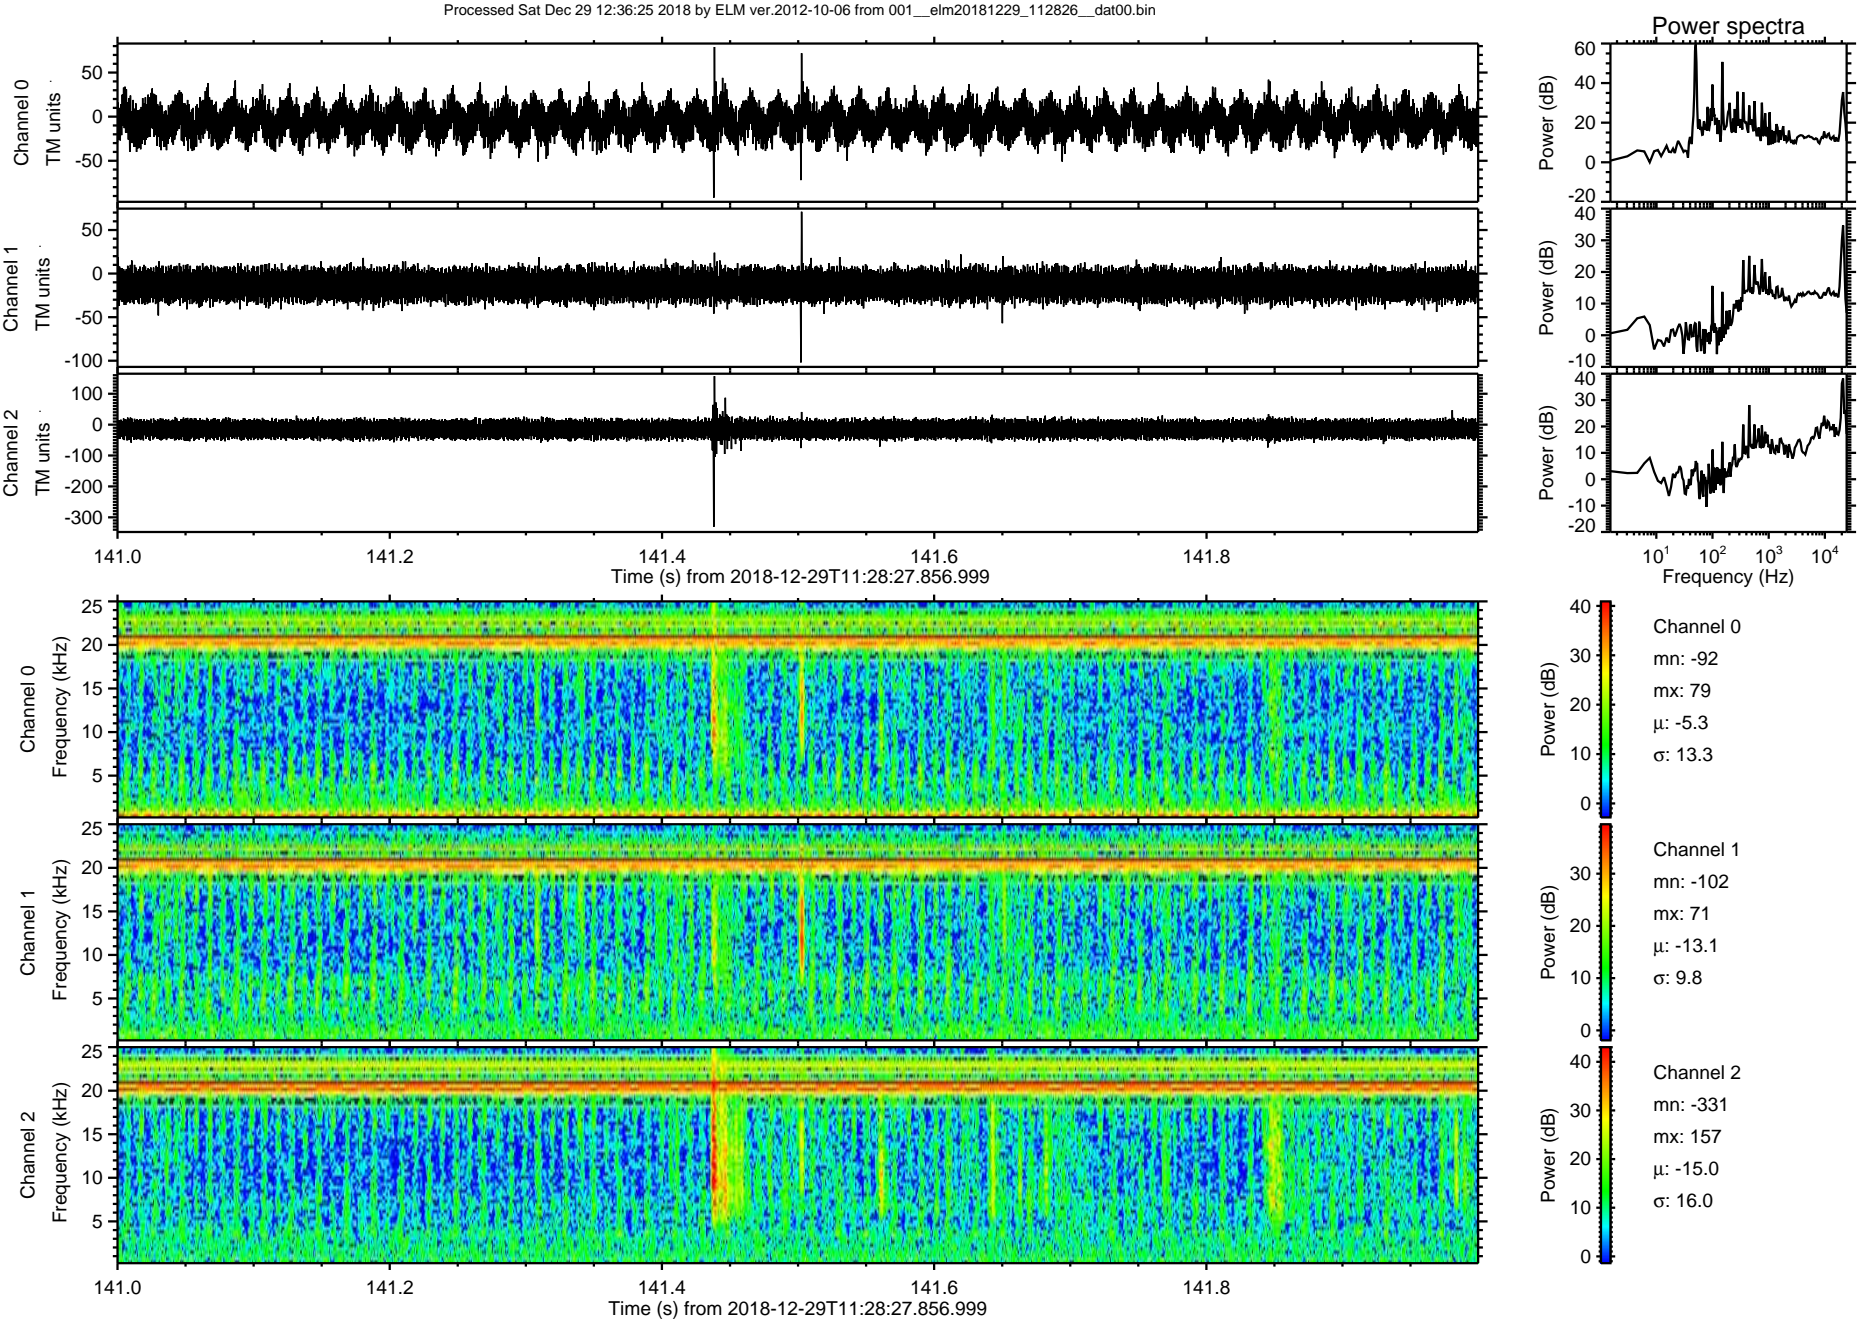 Processed Sat Dec 29 12:36:25 2018 by ELM ver.2012-10-06 from 001__elm20181229_112826__dat00.bin
Power spectra
Channel 0
TM units
50
0
-50
Power (dB)
60
40
20
0
-20
Channel 1
TM units
50
0
-50
-100
Power (dB)
40
30
20
10
0
-10
Channel 2
TM units
100
0
-100
-200
-300
Power (dB)
40
30
20
10
0
-10
-20
141.0 141.2 141.4 141.6 141.8
Time (s) from 2018-12-29T11:28:27.856.999
10¹ 10² 10³ 10⁴
Frequency (Hz)
Channel 0
Frequency (kHz)
25
20
15
10
5
Power (dB)
40
30
20
10
0
Channel 0
mn: -92
mx: 79
μ: -5.3
σ: 13.3
Channel 1
Frequency (kHz)
25
20
15
10
5
Power (dB)
30
20
10
0
Channel 1
mn: -102
mx: 71
μ: -13.1
σ: 9.8
Channel 2
Frequency (kHz)
25
20
15
10
5
Power (dB)
40
30
20
10
0
Channel 2
mn: -331
mx: 157
μ: -15.0
σ: 16.0
141.0 141.2 141.4 141.6 141.8
Time (s) from 2018-12-29T11:28:27.856.999